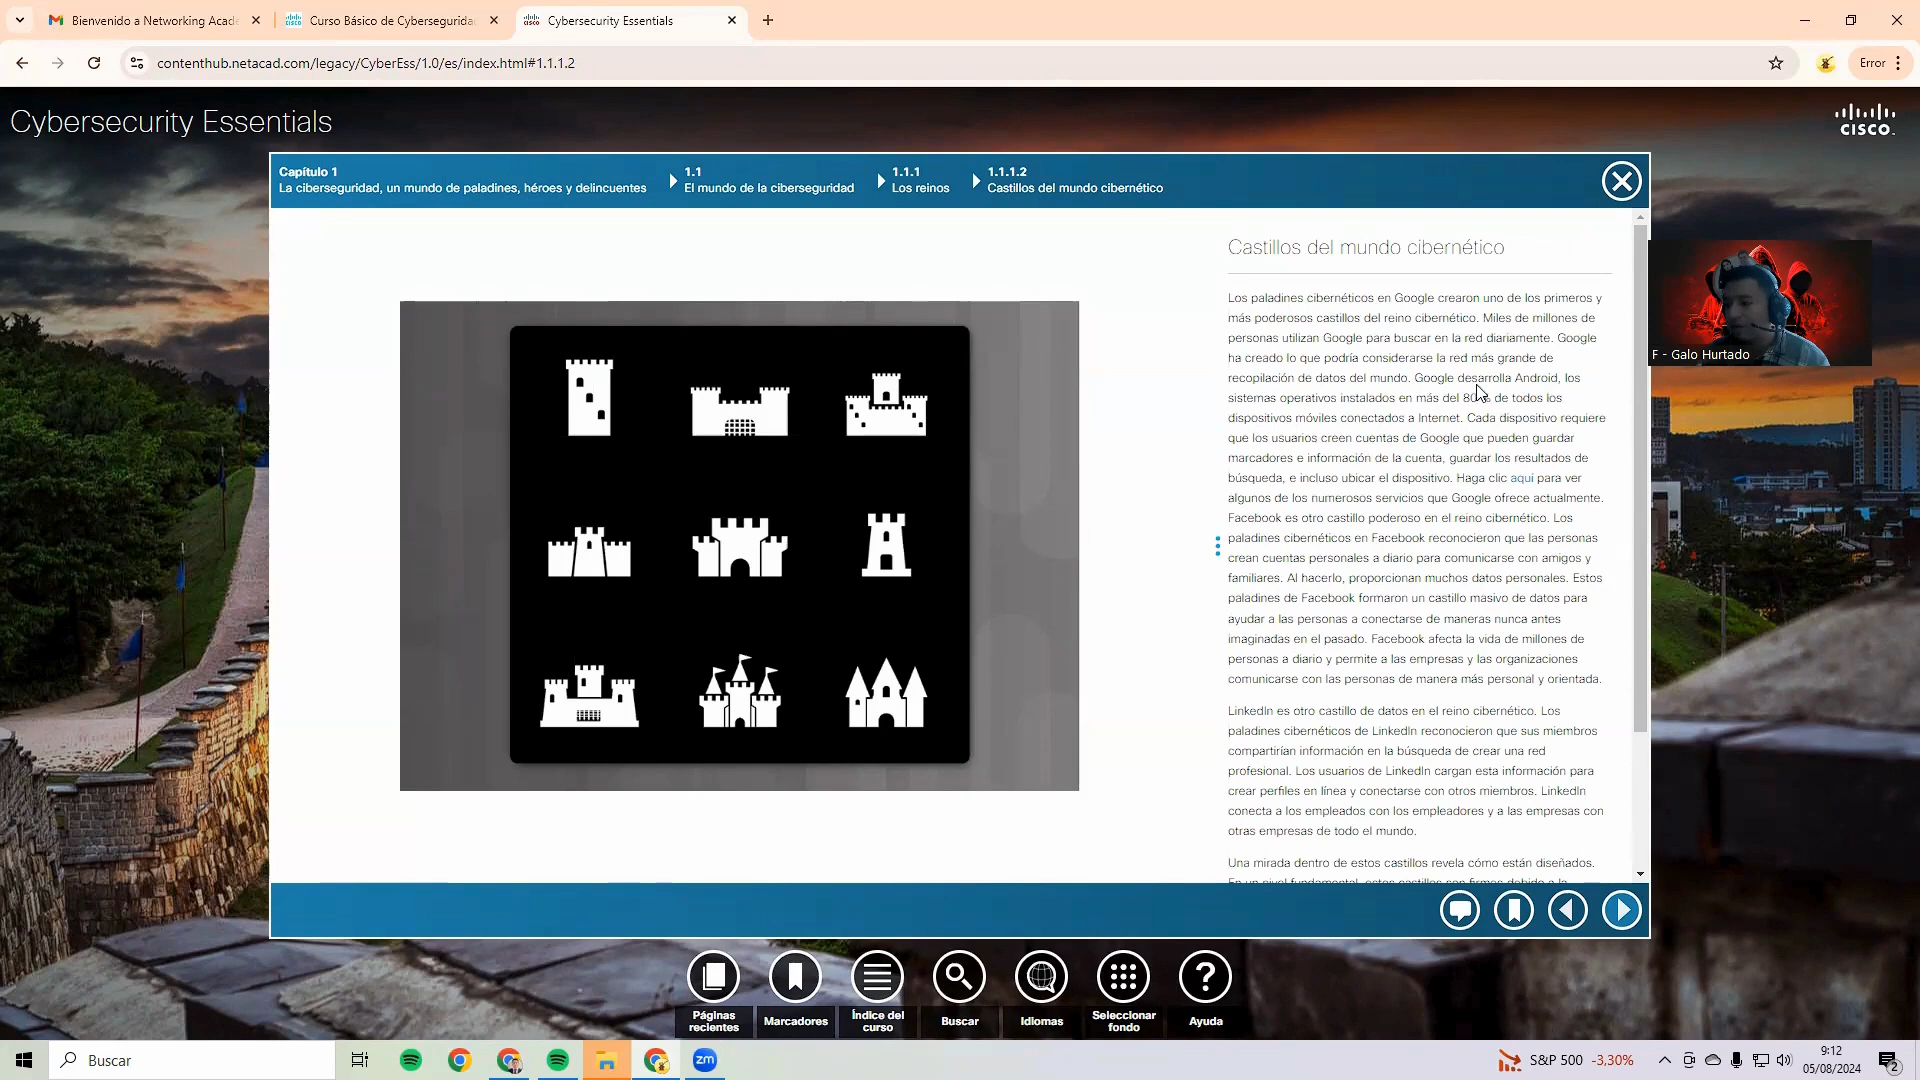 Bienvenido a Networking Acade
Curso Básico de Cibersegurida
Cybersecurity Essentials
contenthub.netacad.com/legacy/CyberEss/1.0/es/index.html#1.1.1.2
Error
Cybersecurity Essentials
CISCO
Capítulo 1
La ciberseguridad, un mundo de paladines, héroes y delincuentes
1.1
El mundo de la ciberseguridad
1.1.1
Los reinos
1.1.1.2
Castillos del mundo cibernético
Castillos del mundo cibernético
Los paladines cibernéticos en Google crearon uno de los primeros y
más poderosos castillos del reino cibernético. Miles de millones de
personas utilizan Google para buscar en la red diariamente. Google
ha creado lo que podría considerarse la red más grande de
recopilación de datos del mundo. Google desarrolla Android, los
sistemas operativos instalados en más del 80% de todos los
dispositivos móviles conectados a Internet. Cada dispositivo requiere
que los usuarios creen cuentas de Google que pueden guardar
marcadores e información de la cuenta, guardar los resultados de
búsqueda, e incluso ubicar el dispositivo. Haga clic aquí para ver
algunos de los numerosos servicios que Google ofrece actualmente.
Facebook es otro castillo poderoso en el reino cibernético. Los
paladines cibernéticos en Facebook reconocieron que las personas
crean cuentas personales a diario para comunicarse con amigos y
familiares. Al hacerlo, proporcionan muchos datos personales. Estos
paladines de Facebook formaron un castillo masivo de datos para
ayudar a las personas a conectarse de maneras nunca antes
imaginadas en el pasado. Facebook afecta la vida de millones de
personas a diario y permite a las empresas y las organizaciones
comunicarse con las personas de manera más personal y orientada.
LinkedIn es otro castillo de datos en el reino cibernético. Los
paladines cibernéticos de LinkedIn reconocieron que sus miembros
compartirían información en la búsqueda de crear una red
profesional. Los usuarios de LinkedIn cargan esta información para
crear perfiles en línea y conectarse con otros miembros. LinkedIn
conecta a los empleados con los empleadores y a las empresas con
otras empresas de todo el mundo.
Una mirada dentro de estos castillos revela cómo están diseñados.
En un nivel fundamental, estos castillos son firmes debido a la
F - Galo Hurtado
Páginas recientes
Marcadores
Índice del curso
Buscar
Idiomas
Seleccionar fondo
Ayuda
Buscar
zm
S&P 500 -3,30%
9:12
05/08/2024
2